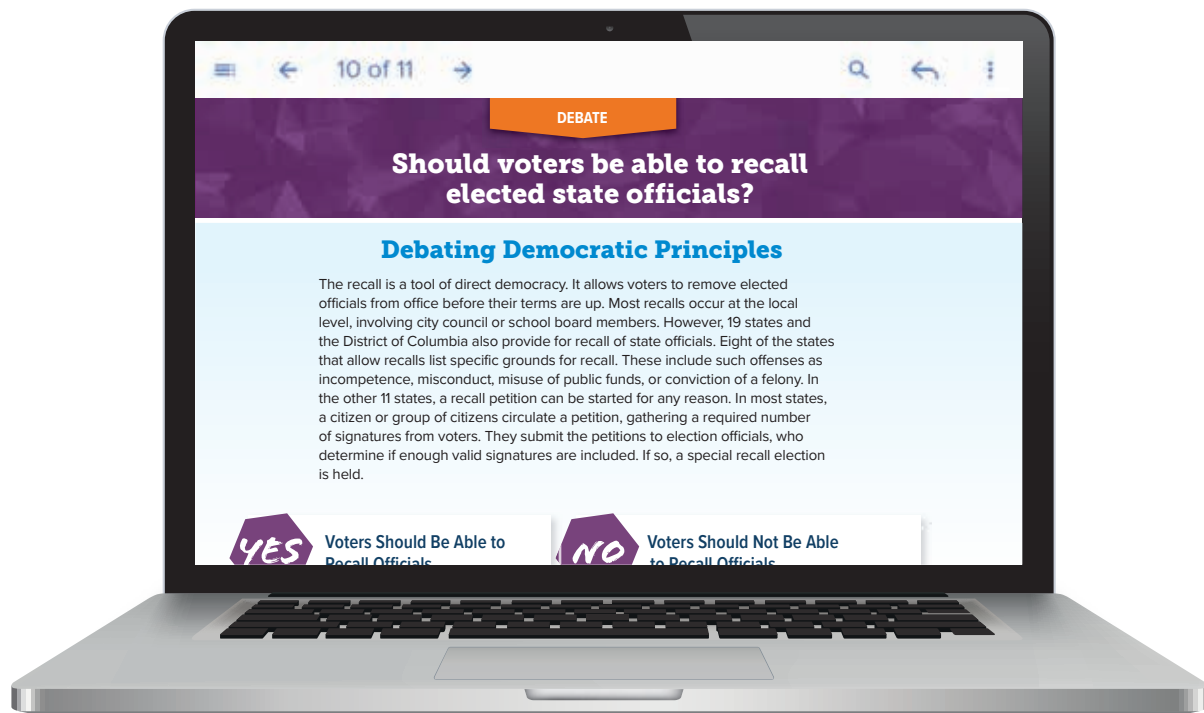 10 of 11
DEBATE
Should voters be able to recall
elected state officials?
Debating Democratic Principles
The recall is a tool of direct democracy. It allows voters to remove elected
officials from office before their terms are up. Most recalls occur at the local
level, involving city council or school board members. However, 19 states and
the District of Columbia also provide for recall of state officials. Eight of the states
that allow recalls list specific grounds for recall. These include such offenses as
incompetence, misconduct, misuse of public funds, or conviction of a felony. In
the other 11 states, a recall petition can be started for any reason. In most states,
a citizen or group of citizens circulate a petition, gathering a required number
of signatures from voters. They submit the petitions to election officials, who
determine if enough valid signatures are included. If so, a special recall election
is held.
YES
Voters Should Be Able to
Recall Officials
NO
Voters Should Not Be Able
to Recall Officials